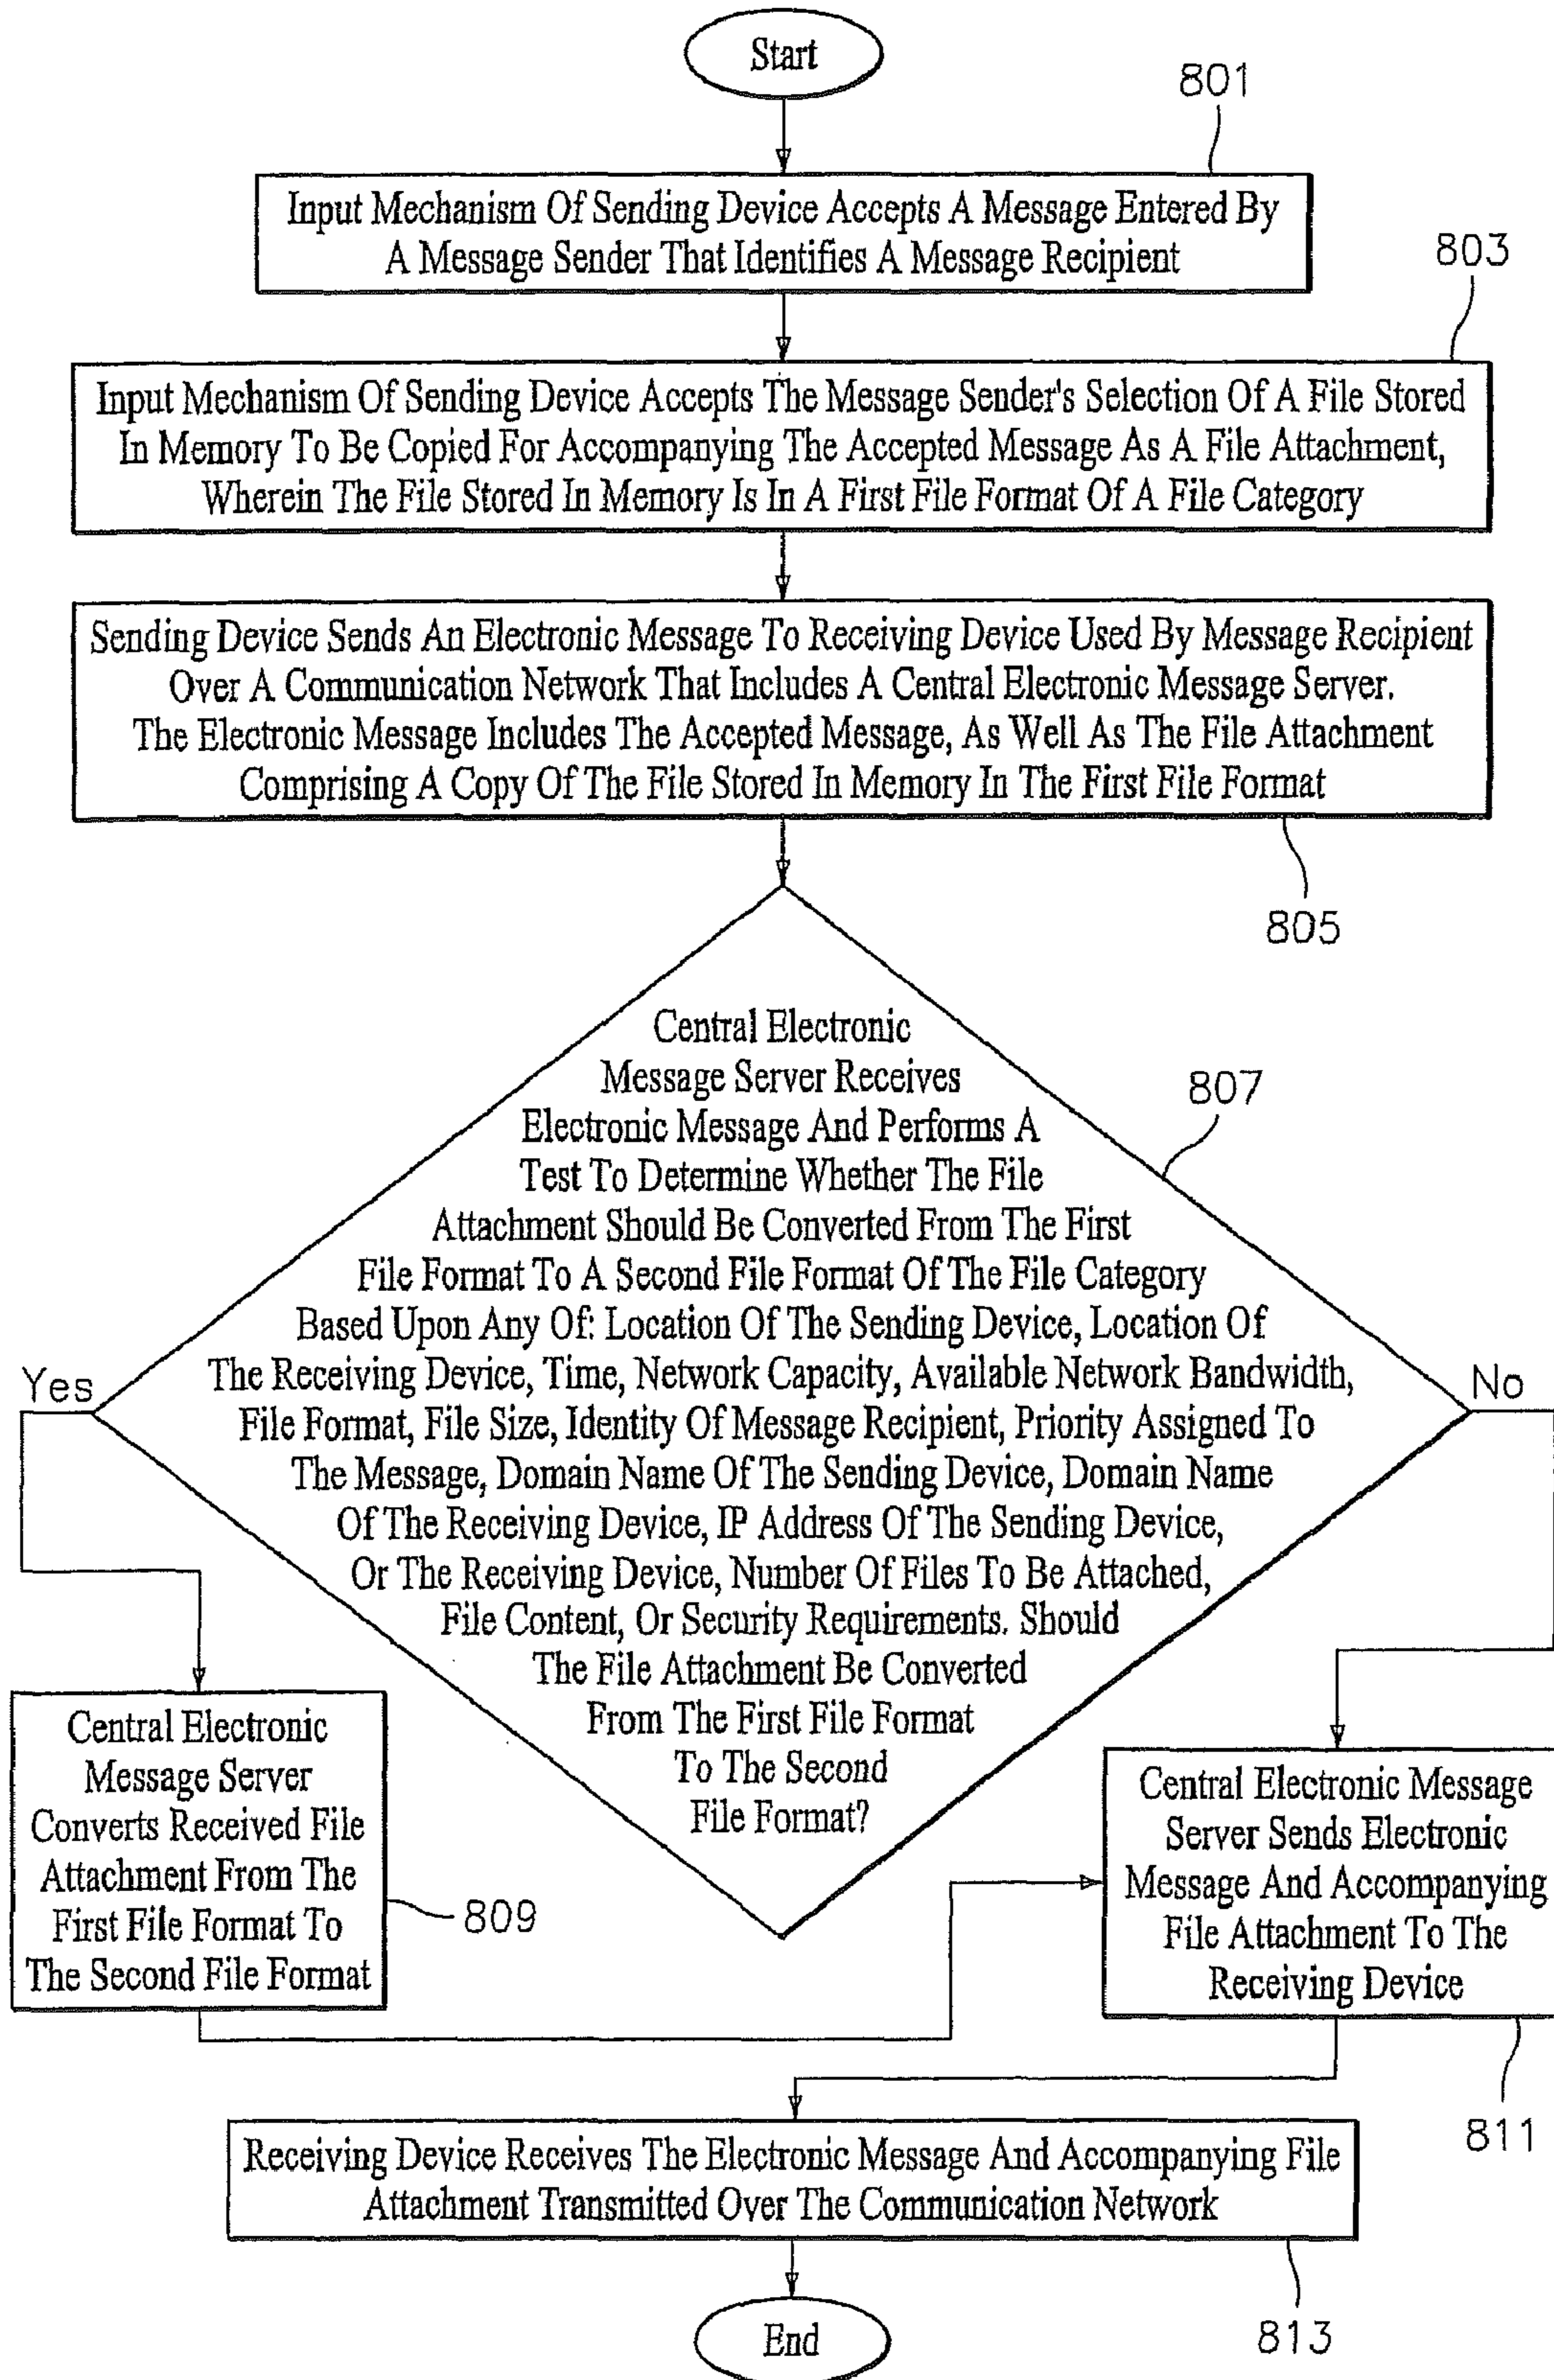 Start
801
Input Mechanism Of Sending Device Accepts A Message Entered By
A Message Sender That Identifies A Message Recipient
803
Input Mechanism Of Sending Device Accepts The Message Sender's Selection Of A File Stored
In Memory To Be Copied For Accompanying The Accepted Message As A File Attachment,
Wherein The File Stored In Memory Is In A First File Format Of A File Category
Sending Device Sends An Electronic Message To Receiving Device Used By Message Recipient
Over A Communication Network That Includes A Central Electronic Message Server.
The Electronic Message Includes The Accepted Message, As Well As The File Attachment
Comprising A Copy Of The File Stored In Memory In The First File Format
805
Central Electronic
Message Server Receives
Electronic Message And Performs A
Test To Determine Whether The File
Attachment Should Be Converted From The First
File Format To A Second File Format Of The File Category
Based Upon Any Of: Location Of The Sending Device, Location Of
The Receiving Device, Time, Network Capacity, Available Network Bandwidth,
File Format, File Size, Identity Of Message Recipient, Priority Assigned To
The Message, Domain Name Of The Sending Device, Domain Name
Of The Receiving Device, IP Address Of The Sending Device,
Or The Receiving Device, Number Of Files To Be Attached,
File Content, Or Security Requirements. Should
The File Attachment Be Converted
From The First File Format
To The Second
File Format?
807
Yes
No
Central Electronic
Message Server
Converts Received File
Attachment From The
First File Format To
The Second File Format
809
Central Electronic Message
Server Sends Electronic
Message And Accompanying
File Attachment To The
Receiving Device
811
Receiving Device Receives The Electronic Message And Accompanying File
Attachment Transmitted Over The Communication Network
813
End